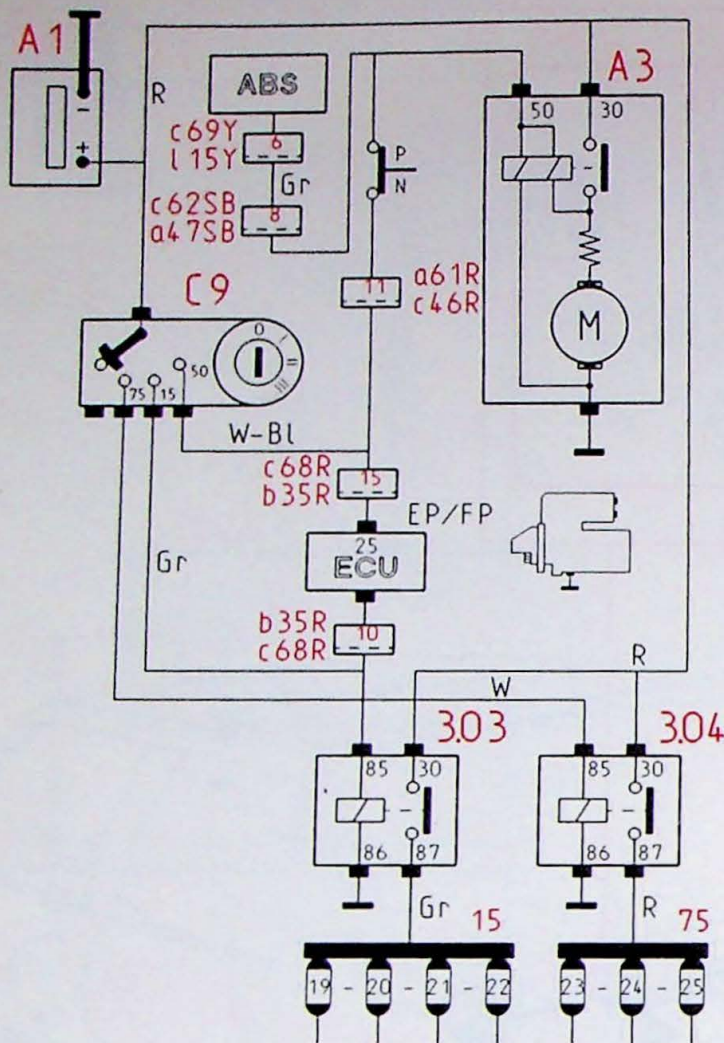 A1
R
ABS
A3
-
+
50
30
c69Y
6
l15Y
P
Gr
N
c62SB
8
a47SB
C9
11
a61R
c46R
M
0
I
II
III
50
75
15
W-Bl
c68R
15
b35R
EP/FP
25
ECU
Gr
b35R
10
c68R
R
W
3.03
3.04
85
30
85
30
86
87
86
87
Gr
15
R
75
19 - 20 - 21 - 22
23 - 24 - 25